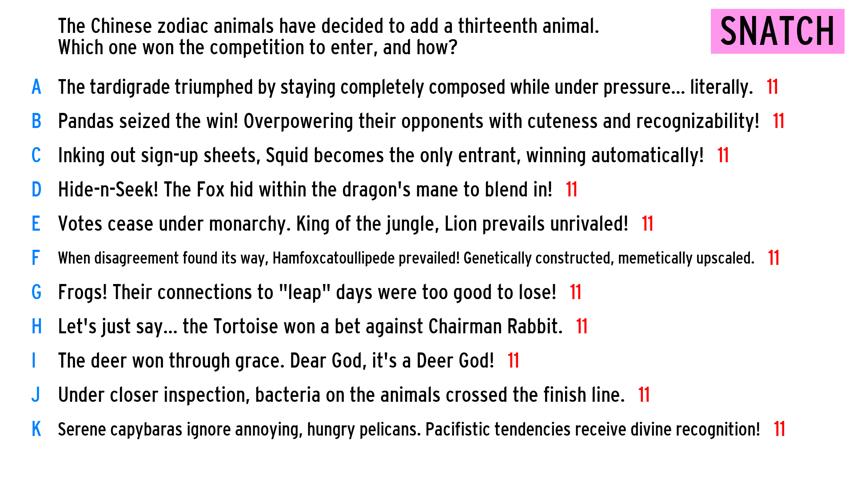 The Chinese zodiac animals have decided to add a thirteenth animal.
Which one won the competition to enter, and how?
SNATCH
A The tardigrade triumphed by staying completely composed while under pressure... literally. 11
B Pandas seized the win! Overpowering their opponents with cuteness and recognizability! 11
C Inking out sign-up sheets, Squid becomes the only entrant, winning automatically! 11
D Hide-n-Seek! The Fox hid within the dragon's mane to blend in! 11
E Votes cease under monarchy. King of the jungle, Lion prevails unrivaled! 11
F When disagreement found its way, Hamfoxcatoullipede prevailed! Genetically constructed, memetically upscaled. 11
G Frogs! Their connections to "leap" days were too good to lose! 11
H Let's just say... the Tortoise won a bet against Chairman Rabbit. 11
I The deer won through grace. Dear God, it's a Deer God! 11
J Under closer inspection, bacteria on the animals crossed the finish line. 11
K Serene capybaras ignore annoying, hungry pelicans. Pacifistic tendencies receive divine recognition! 11